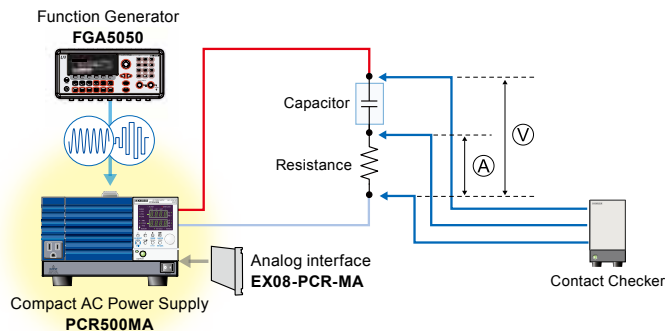 Function Generator
FGA5050
Capacitor
Resistance
V
A
Analog interface
EX08-PCR-MA
Contact Checker
Compact AC Power Supply
PCR500MA